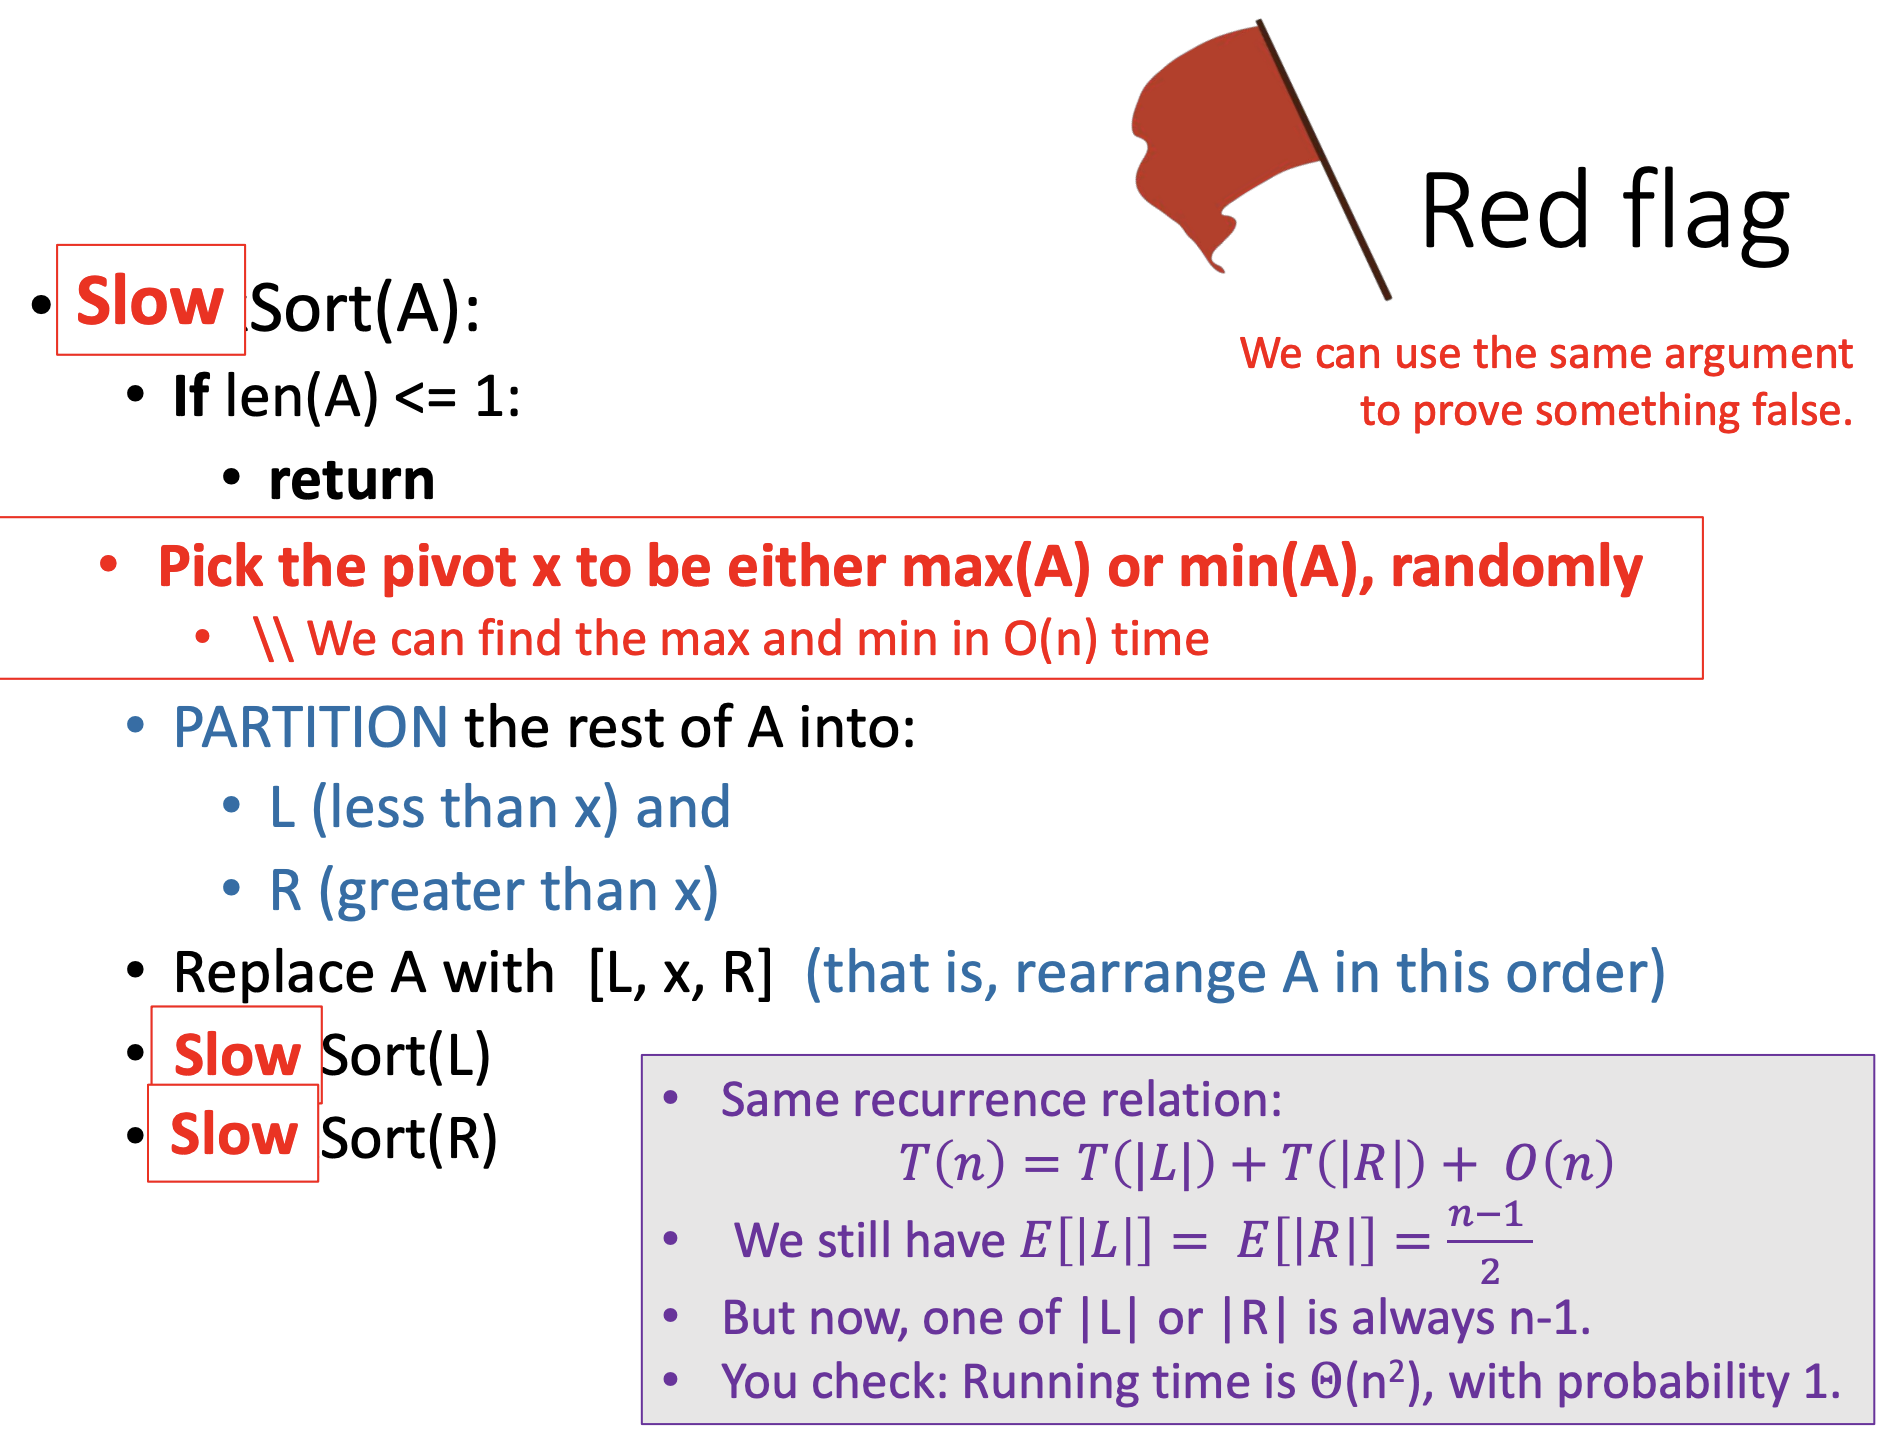 Red flag
We can use the same argument
to prove something false.
• Slow Sort(A):
• If len(A) <= 1:
• return
• Pick the pivot x to be either max(A) or min(A), randomly
• \\ We can find the max and min in O(n) time
• PARTITION the rest of A into:
• L (less than x) and
• R (greater than x)
• Replace A with [L, x, R] (that is, rearrange A in this order)
• Slow Sort(L)
• Slow Sort(R)
• Same recurrence relation:
T(n) = T(|L|) + T(|R|) + O(n)
• We still have E[|L|] = E[|R|] = \frac{n−1}{2}
• But now, one of |L| or |R| is always n-1.
• You check: Running time is Θ(n²), with probability 1.